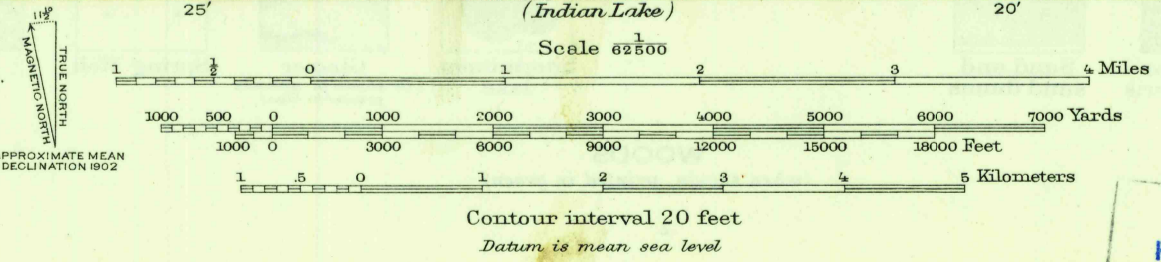 25′ (Indian Lake) 20′
11½°
Scale 1/62500
1 ½ 0 1 2 3 4 Miles
TRUE NORTH
MAGNETIC NORTH
1000 500 0 1000 2000 3000 4000 5000 6000 7000 Yards
1000 0 3000 6000 9000 12000 15000 18000 Feet
PPROXIMATE MEAN
DECLINATION 1902
1 .5 0 1 2 3 4 5 Kilometers
Contour interval 20 feet
Datum is mean sea level